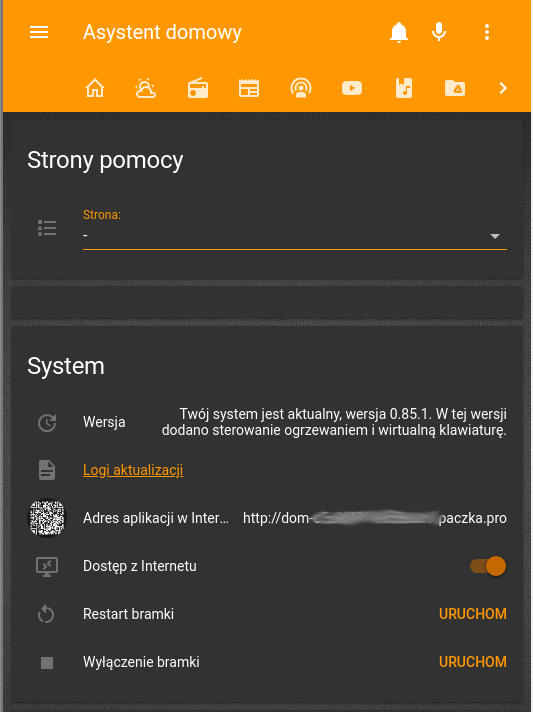 Asystent domowy
Strony pomocy
Strona:
-
System
Wersja
Twój system jest aktualny, wersja 0.85.1. W tej wersji
dodano sterowanie ogrzewaniem i wirtualną klawiaturę.
Logi aktualizacji
Adres aplikacji w Inter... http://dom- paczka.pro
Dostęp z Internetu
Restart bramki URUCHOM
Wyłączenie bramki URUCHOM